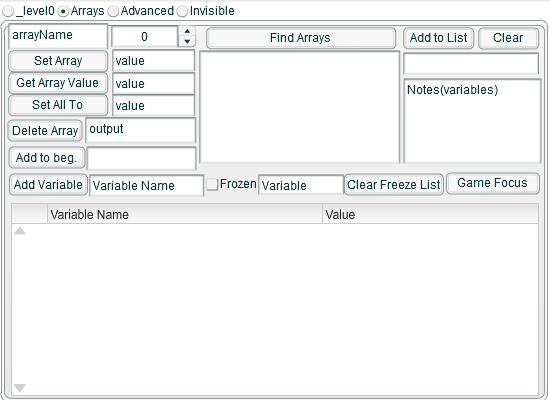 _level0 Arrays Advanced Invisible
arrayName 0 Find Arrays Add to List Clear
Set Array value
Get Array Value value Notes(variables)
Set All To value
Delete Array output
Add to beg.
Add Variable Variable Name Frozen Variable Clear Freeze List Game Focus
Variable Name Value